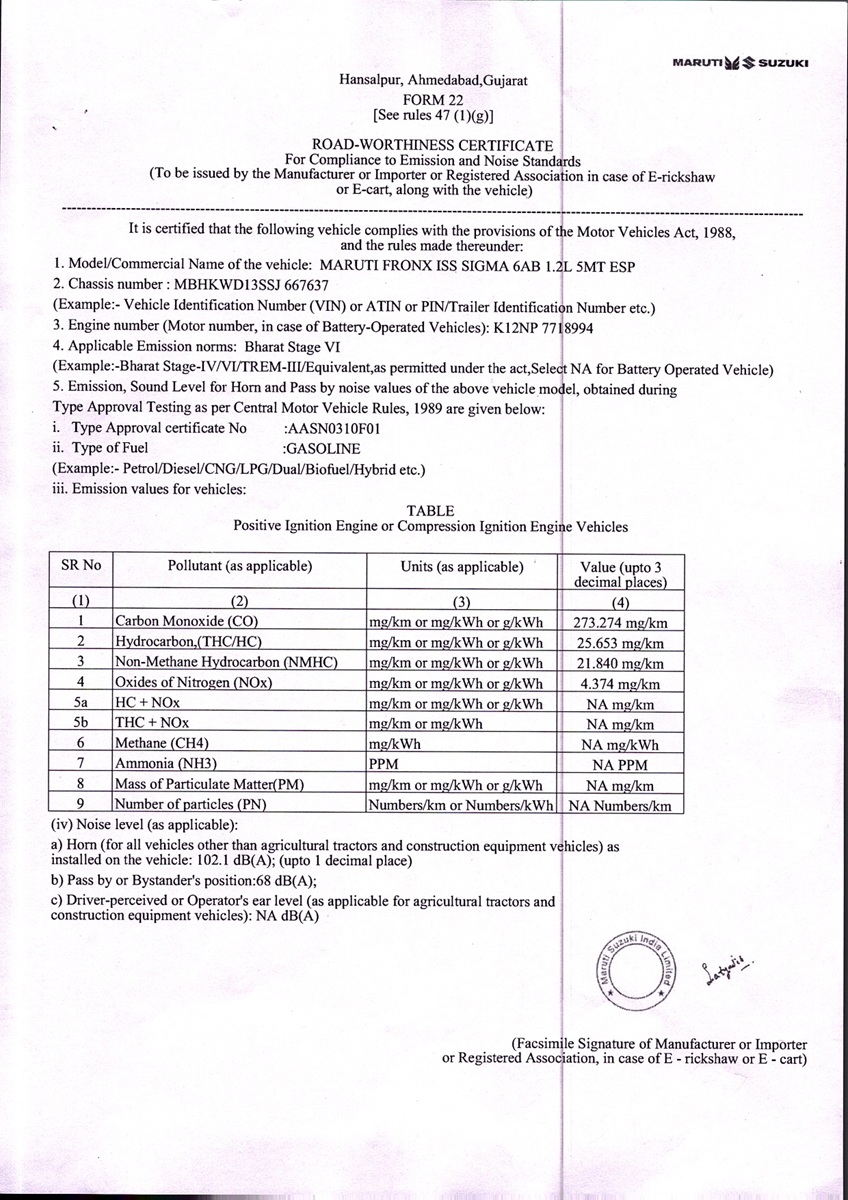 MARUTI SUZUKI
Hansalpur, Ahmedabad,Gujarat
FORM 22
[See rules 47 (1)(g)]
ROAD-WORTHINESS CERTIFICATE
For Compliance to Emission and Noise Standards
(To be issued by the Manufacturer or Importer or Registered Association in case of E-rickshaw
or E-cart, along with the vehicle)
It is certified that the following vehicle complies with the provisions of the Motor Vehicles Act, 1988,
and the rules made thereunder:
1. Model/Commercial Name of the vehicle: MARUTI FRONX ISS SIGMA 6AB 1.2L 5MT ESP
2. Chassis number : MBHKWD13SSJ 667637
(Example:- Vehicle Identification Number (VIN) or ATIN or PIN/Trailer Identification Number etc.)
3. Engine number (Motor number, in case of Battery-Operated Vehicles): K12NP 7718994
4. Applicable Emission norms: Bharat Stage VI
(Example:-Bharat Stage-IV/VI/TREM-III/Equivalent,as permitted under the act,Select NA for Battery Operated Vehicle)
5. Emission, Sound Level for Horn and Pass by noise values of the above vehicle model, obtained during
Type Approval Testing as per Central Motor Vehicle Rules, 1989 are given below:
i. Type Approval certificate No :AASN0310F01
ii. Type of Fuel :GASOLINE
(Example:- Petrol/Diesel/CNG/LPG/Dual/Biofuel/Hybrid etc.)
iii. Emission values for vehicles:
TABLE
Positive Ignition Engine or Compression Ignition Engine Vehicles
SR No Pollutant (as applicable) Units (as applicable) Value (upto 3
decimal places)
(1) (2) (3) (4)
1 Carbon Monoxide (CO) mg/km or mg/kWh or g/kWh 273.274 mg/km
2 Hydrocarbon,(THC/HC) mg/km or mg/kWh or g/kWh 25.653 mg/km
3 Non-Methane Hydrocarbon (NMHC) mg/km or mg/kWh or g/kWh 21.840 mg/km
4 Oxides of Nitrogen (NOx) mg/km or mg/kWh or g/kWh 4.374 mg/km
5a HC + NOx mg/km or mg/kWh or g/kWh NA mg/km
5b THC + NOx mg/km or mg/kWh NA mg/km
6 Methane (CH4) mg/kWh NA mg/kWh
7 Ammonia (NH3) PPM NA PPM
8 Mass of Particulate Matter(PM) mg/km or mg/kWh or g/kWh NA mg/km
9 Number of particles (PN) Numbers/km or Numbers/kWh NA Numbers/km
(iv) Noise level (as applicable):
a) Horn (for all vehicles other than agricultural tractors and construction equipment vehicles) as
installed on the vehicle: 102.1 dB(A); (upto 1 decimal place)
b) Pass by or Bystander's position:68 dB(A);
c) Driver-perceived or Operator's ear level (as applicable for agricultural tractors and
construction equipment vehicles): NA dB(A)
Maruti Suzuki India Limited
(Facsimile Signature of Manufacturer or Importer
or Registered Association, in case of E - rickshaw or E - cart)